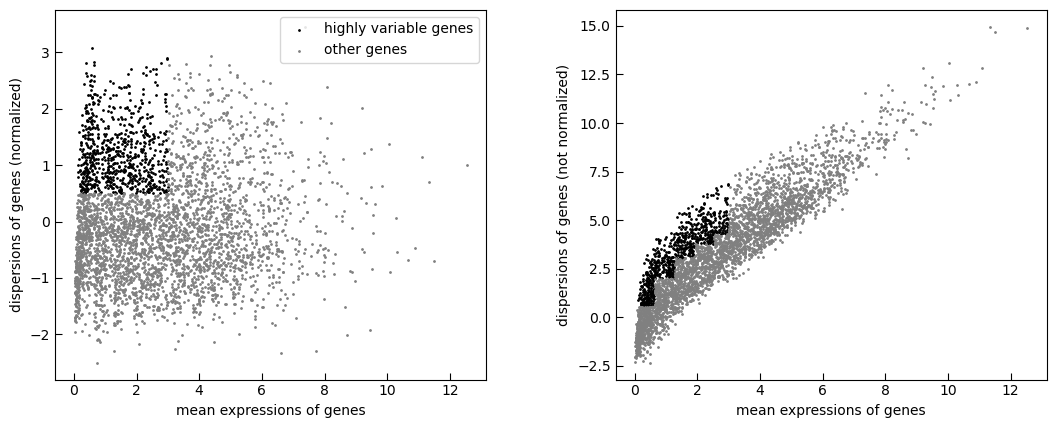 highly variable genes
other genes
3
2
1
0
−1
−2
dispersions of genes (normalized)
0 2 4 6 8 10 12
mean expressions of genes
15.0
12.5
10.0
7.5
5.0
2.5
0.0
−2.5
dispersions of genes (not normalized)
0 2 4 6 8 10 12
mean expressions of genes